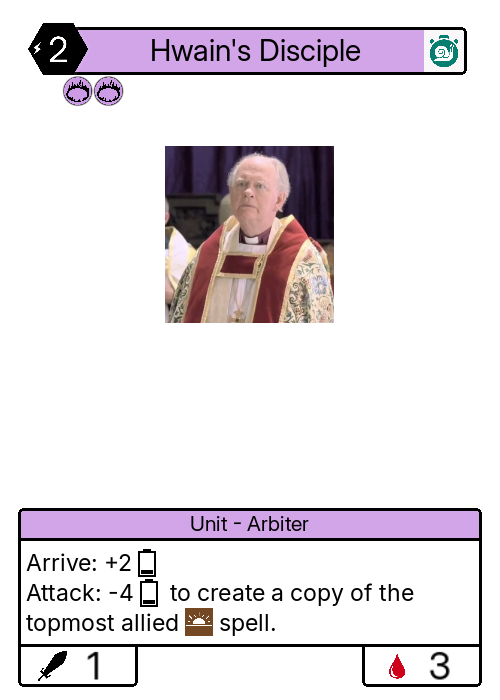 2
Hwain's Disciple
Unit - Arbiter
Arrive: +2
Attack: -4 to create a copy of the
topmost allied spell.
1
3